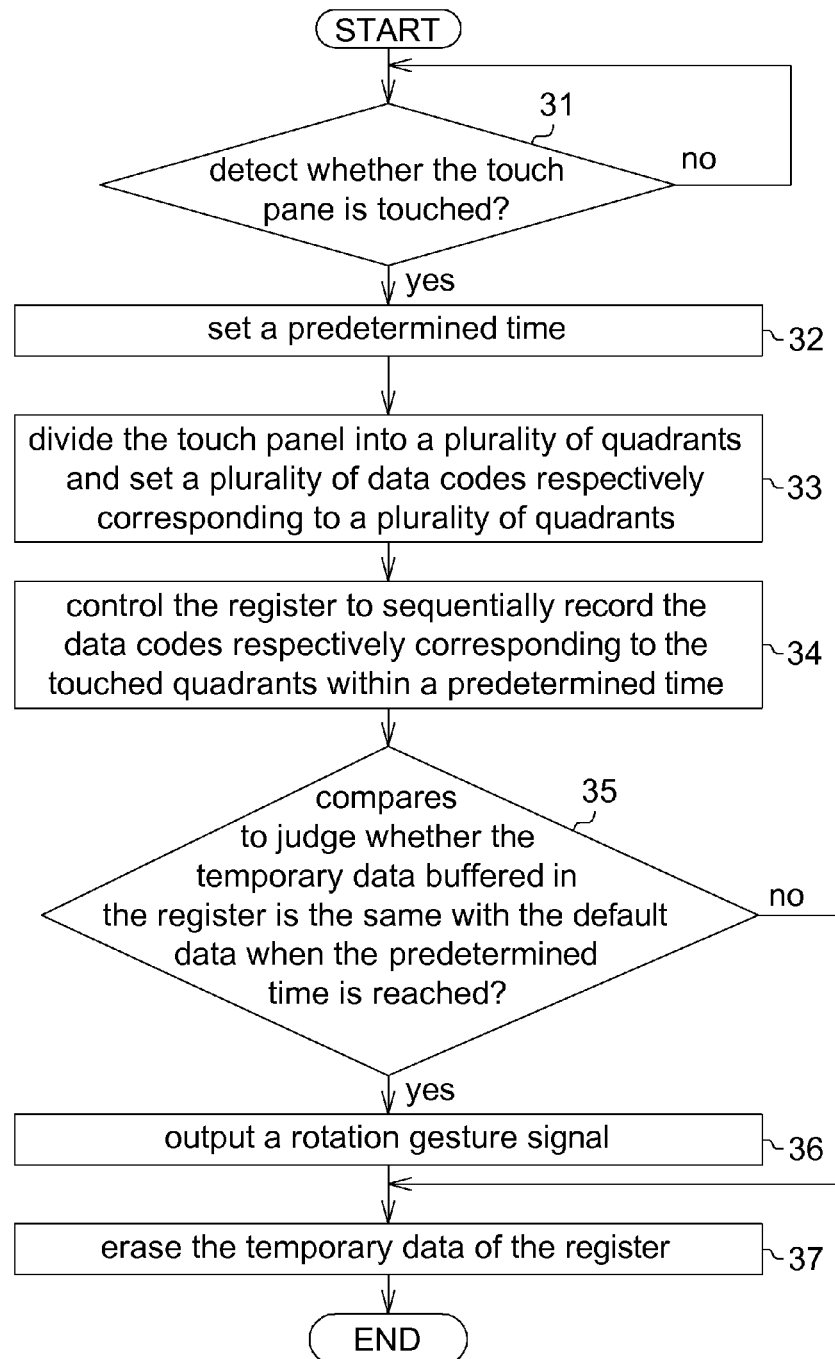 START
31
detect whether the touch
pane is touched?
no
yes
set a predetermined time
32
divide the touch panel into a plurality of quadrants
and set a plurality of data codes respectively
corresponding to a plurality of quadrants
33
control the register to sequentially record the
data codes respectively corresponding to the
touched quadrants within a predetermined time
34
35
compares
to judge whether the
temporary data buffered in
the register is the same with the default
data when the predetermined
time is reached?
no
yes
output a rotation gesture signal
36
erase the temporary data of the register
37
END